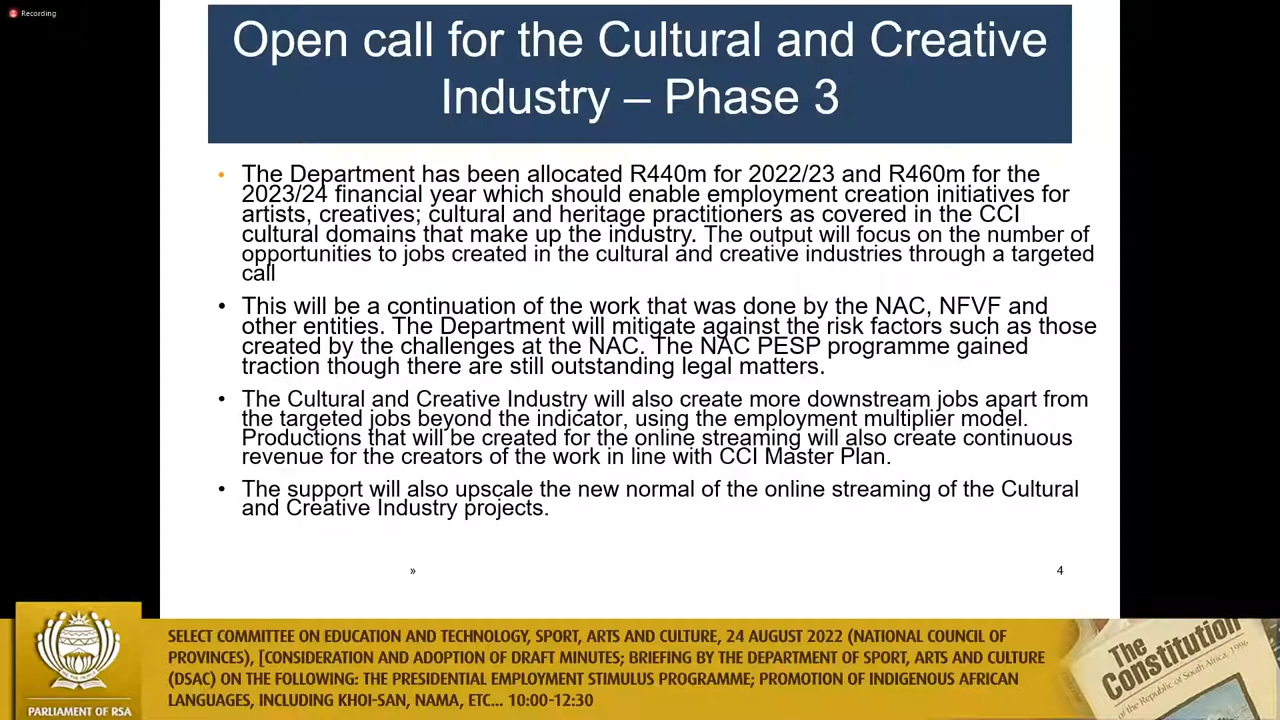 Recording
Open call for the Cultural and Creative
Industry – Phase 3
• The Department has been allocated R440m for 2022/23 and R460m for the
2023/24 financial year which should enable employment creation initiatives for
artists, creatives; cultural and heritage practitioners as covered in the CCI
cultural domains that make up the industry. The output will focus on the number of
opportunities to jobs created in the cultural and creative industries through a targeted
call
• This will be a continuation of the work that was done by the NAC, NFVF and
other entities. The Department will mitigate against the risk factors such as those
created by the challenges at the NAC. The NAC PESP programme gained
traction though there are still outstanding legal matters.
• The Cultural and Creative Industry will also create more downstream jobs apart from
the targeted jobs beyond the indicator, using the employment multiplier model.
Productions that will be created for the online streaming will also create continuous
revenue for the creators of the work in line with CCI Master Plan.
• The support will also upscale the new normal of the online streaming of the Cultural
and Creative Industry projects.
» 4
SELECT COMMITTEE ON EDUCATION AND TECHNOLOGY, SPORT, ARTS AND CULTURE, 24 AUGUST 2022 (NATIONAL COUNCIL OF
PROVINCES), [CONSIDERATION AND ADOPTION OF DRAFT MINUTES; BRIEFING BY THE DEPARTMENT OF SPORT, ARTS AND CULTURE
(DSAC) ON THE FOLLOWING: THE PRESIDENTIAL EMPLOYMENT STIMULUS PROGRAMME; PROMOTION OF INDIGENOUS AFRICAN
LANGUAGES, INCLUDING KHOI-SAN, NAMA, ETC... 10:00-12:30
PARLIAMENT OF RSA
The
Constitution
of the Republic of South Africa, 1996